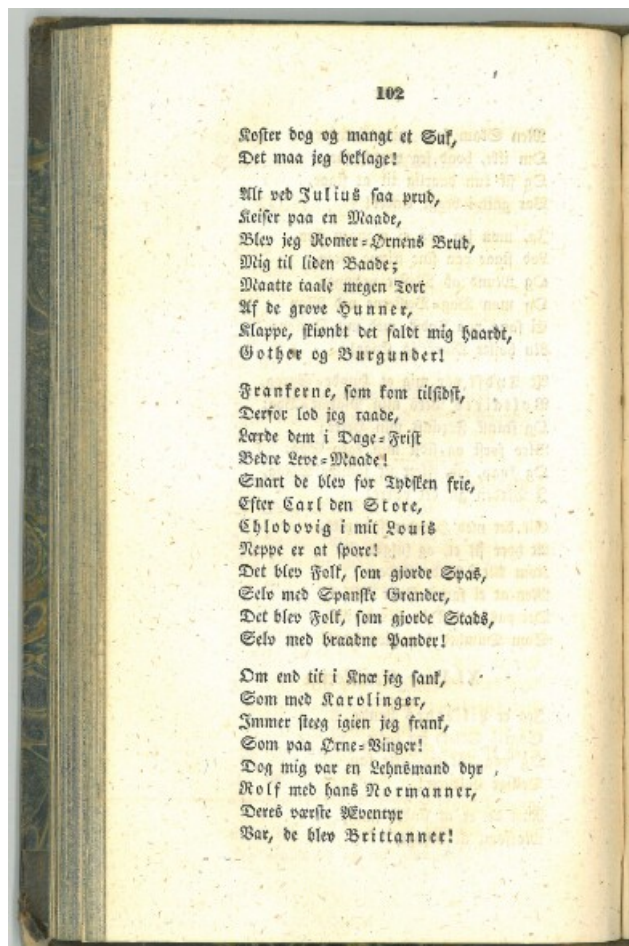 102
Koster dog og mangt et Suk,
Det maa jeg beklage!
Alt ved Julius saa prud,
Keiser paa en Maade,
Blev jeg Romer-Ørnens Brud,
Mig til liden Baade;
Maatte taale megen Tort
Af de grove Hunner,
Klappe, skiøndt det faldt mig haardt,
Gother og Burgunder!
Frankerne, som kom tilsidst,
Derfor lod jeg raade,
Lærde dem i Dage-Frist
Bedre Leve-Maade!
Snart de blev for Tydsken frie,
Efter Carl den Store,
Chlodovig i mit Louis
Neppe er at spore!
Det blev Folk, som gjorde Spas,
Selv med Spanske Grander,
Det blev Folk, som gjorde Stads,
Selv med braadne Pander!
Om end tit i Knæ jeg sank,
Som med Karolinger,
Immer steeg igien jeg frank,
Som paa Ørne-Vinger!
Dog mig var en Lehnsmand dyr
Rolf med hans Normanner,
Deres værste Æventyr
Var, de blev Brittanner!